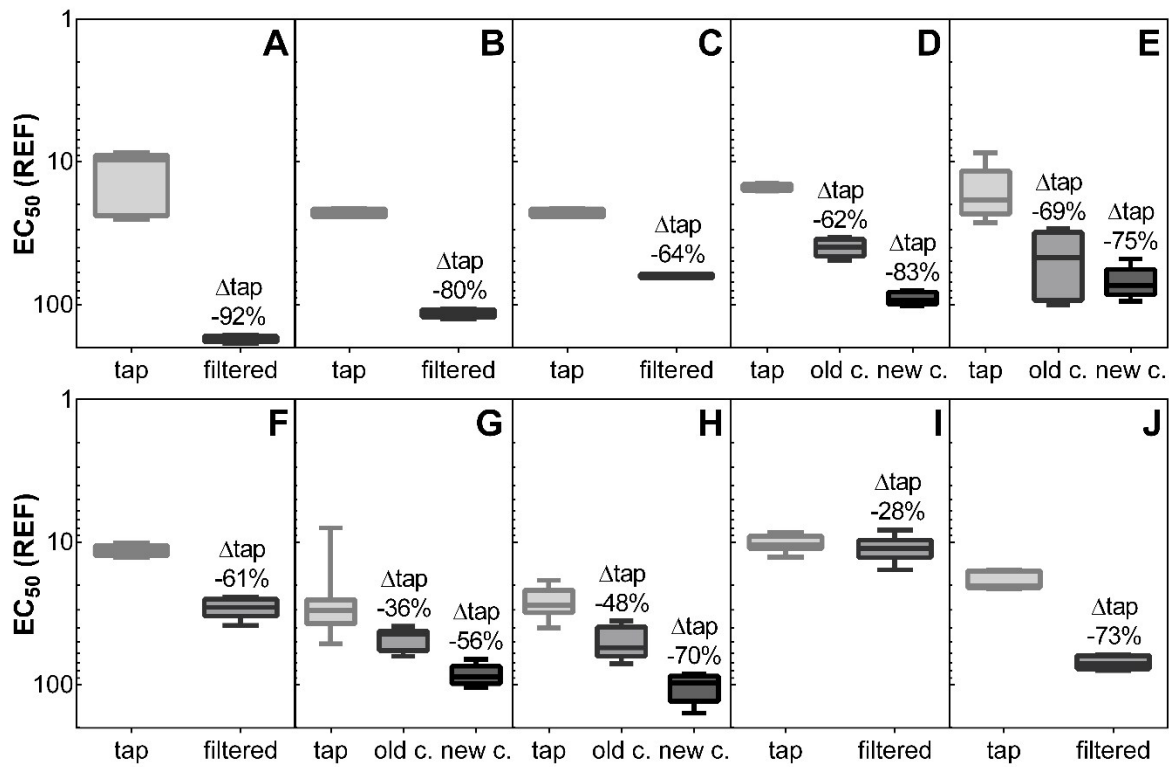 EC50 (REF)
1
10
100
A
Δtap
-92%
tap
filtered
B
Δtap
-80%
tap
filtered
C
Δtap
-64%
tap
filtered
D
Δtap
-62%
Δtap
-83%
tap
old c.
new c.
E
Δtap
-69%
Δtap
-75%
tap
old c.
new c.
EC50 (REF)
1
10
100
F
Δtap
-61%
tap
filtered
G
Δtap
-36%
Δtap
-56%
tap
old c.
new c.
H
Δtap
-48%
Δtap
-70%
tap
old c.
new c.
I
Δtap
-28%
tap
filtered
J
Δtap
-73%
tap
filtered